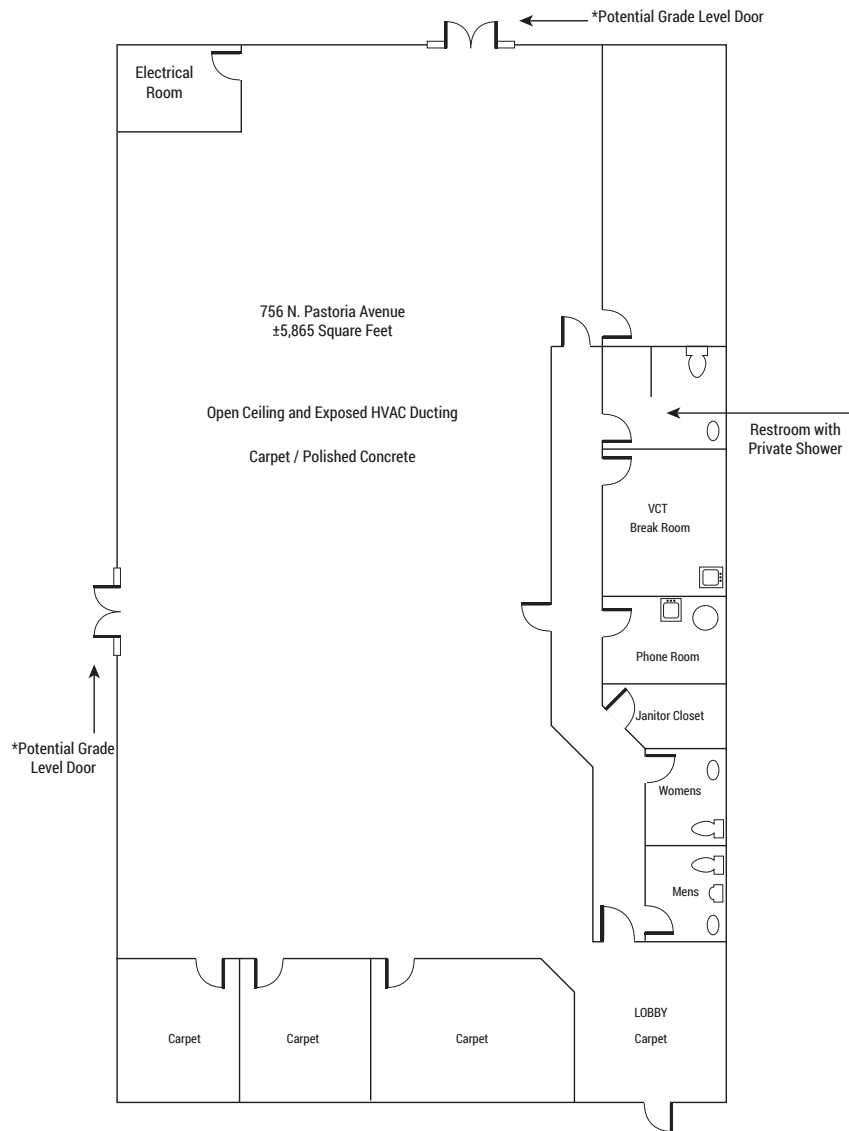 *Potential Grade Level Door
Electrical
Room
756 N. Pastoria Avenue
±5,865 Square Feet
Open Ceiling and Exposed HVAC Ducting
Carpet / Polished Concrete
Restroom with
Private Shower
VCT
Break Room
Phone Room
Janitor Closet
*Potential Grade
Level Door
Womens
Mens
LOBBY
Carpet
Carpet
Carpet
Carpet